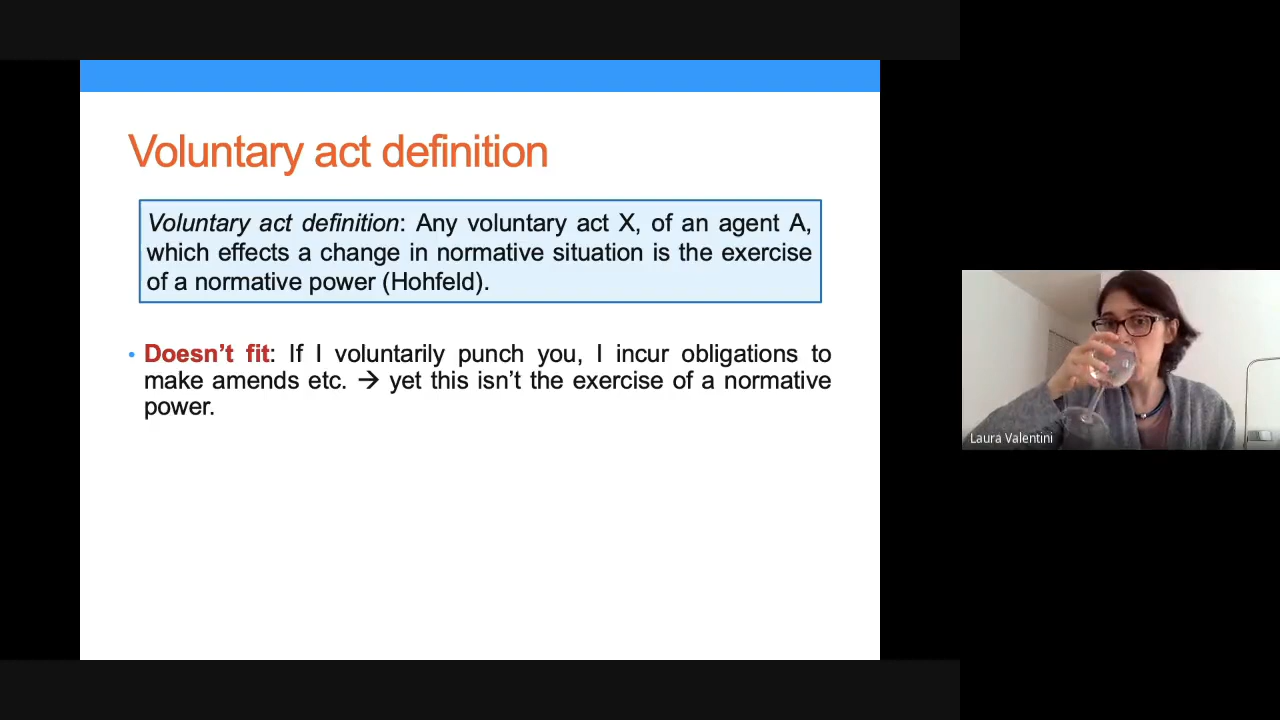 Voluntary act definition
Voluntary act definition: Any voluntary act X, of an agent A,
which effects a change in normative situation is the exercise
of a normative power (Hohfeld).
• Doesn’t fit: If I voluntarily punch you, I incur obligations to
make amends etc. → yet this isn’t the exercise of a normative
power.
Laura Valentini